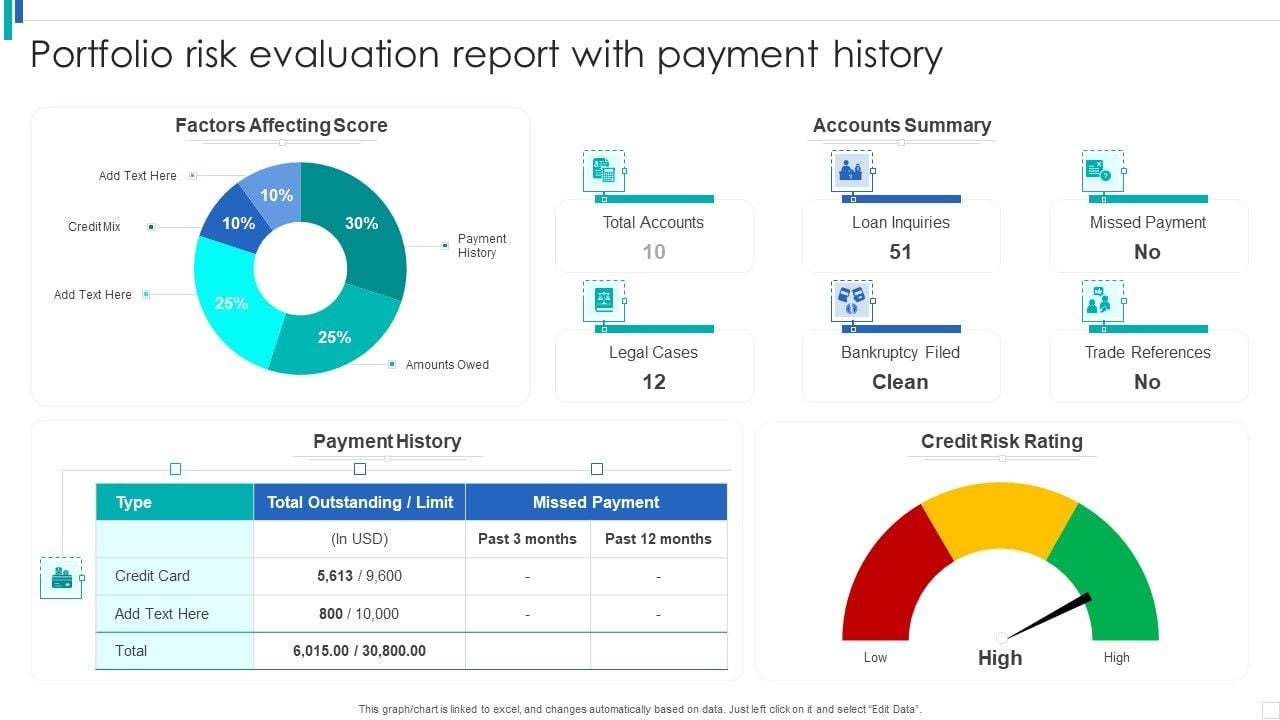 Portfolio risk evaluation report with payment history
Factors Affecting Score
Add Text Here
10%
Credit Mix
10%
30%
Payment
History
Add Text Here
25%
25%
Amounts Owed
Accounts Summary
Total Accounts
10
Loan Inquiries
51
Missed Payment
No
Legal Cases
12
Bankruptcy Filed
Clean
Trade References
No
Payment History
Type Total Outstanding / Limit Missed Payment
(In USD) Past 3 months Past 12 months
Credit Card 5,613 / 9,600 - -
Add Text Here 800 / 10,000 - -
Total 6,015.00 / 30,800.00
Credit Risk Rating
Low High High
This graph/chart is linked to excel, and changes automatically based on data. Just left click on it and select “Edit Data”.